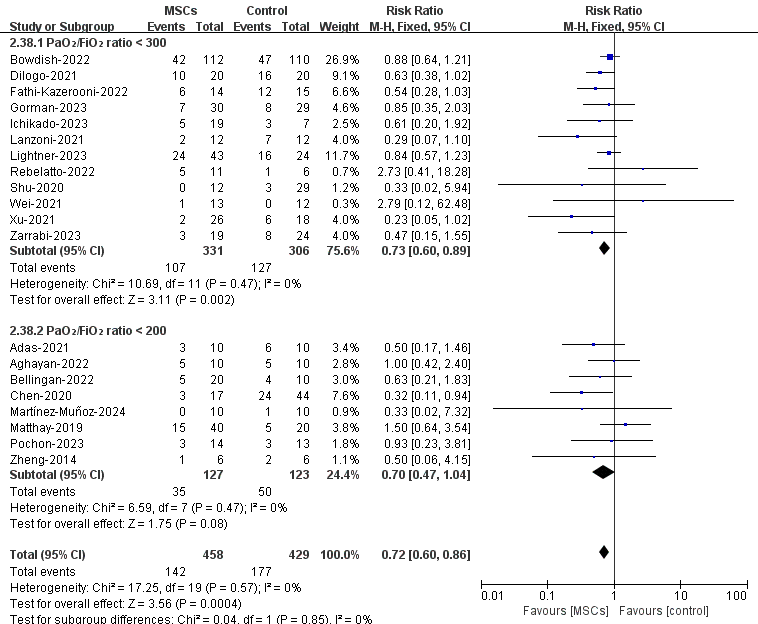 MSCs Control Risk Ratio Risk Ratio
Study or Subgroup Events Total Events Total Weight M-H, Fixed, 95% CI M-H, Fixed, 95% CI
2.38.1 PaO₂/FiO₂ ratio < 300
Bowdish-2022 42 112 47 110 26.9% 0.88 [0.64, 1.21]
Dilogo-2021 10 20 16 20 9.1% 0.63 [0.38, 1.02]
Fathi-Kazerooni-2022 6 14 12 15 6.6% 0.54 [0.28, 1.03]
Gorman-2023 7 30 8 29 4.6% 0.85 [0.35, 2.03]
Ichikado-2023 5 19 3 7 2.5% 0.61 [0.20, 1.92]
Lanzoni-2021 2 12 7 12 4.0% 0.29 [0.07, 1.10]
Lightner-2023 24 43 16 24 11.7% 0.84 [0.57, 1.23]
Rebelatto-2022 5 11 1 6 0.7% 2.73 [0.41, 18.28]
Shu-2020 0 12 3 29 1.2% 0.33 [0.02, 5.94]
Wei-2021 1 13 0 12 0.3% 2.79 [0.12, 62.48]
Xu-2021 2 26 6 18 4.0% 0.23 [0.05, 1.02]
Zarrabi-2023 3 19 8 24 4.0% 0.47 [0.15, 1.55]
Subtotal (95% CI) 331 306 75.6% 0.73 [0.60, 0.89]
Total events 107 127
Heterogeneity: Chi² = 10.69, df = 11 (P = 0.47); I² = 0%
Test for overall effect: Z = 3.11 (P = 0.002)
2.38.2 PaO₂/FiO₂ ratio < 200
Adas-2021 3 10 6 10 3.4% 0.50 [0.17, 1.46]
Aghayan-2022 5 10 5 10 2.8% 1.00 [0.42, 2.40]
Bellingan-2022 5 20 4 10 3.0% 0.63 [0.21, 1.83]
Chen-2020 3 17 24 44 7.6% 0.32 [0.11, 0.94]
Martínez-Muñoz-2024 0 10 1 10 0.9% 0.33 [0.02, 7.32]
Matthay-2019 15 40 5 20 3.8% 1.50 [0.64, 3.54]
Pochon-2023 3 14 3 13 1.8% 0.93 [0.23, 3.81]
Zheng-2014 1 6 2 6 1.1% 0.50 [0.06, 4.15]
Subtotal (95% CI) 127 123 24.4% 0.70 [0.47, 1.04]
Total events 35 50
Heterogeneity: Chi² = 6.59, df = 7 (P = 0.47); I² = 0%
Test for overall effect: Z = 1.75 (P = 0.08)
Total (95% CI) 458 429 100.0% 0.72 [0.60, 0.86]
Total events 142 177
Heterogeneity: Chi² = 17.25, df = 19 (P = 0.57); I² = 0%
Test for overall effect: Z = 3.56 (P = 0.0004)
Test for subgroup differences: Chi² = 0.04, df = 1 (P = 0.85), I² = 0%
0.01 0.1 1 10 100
Favours [MSCs] Favours [control]